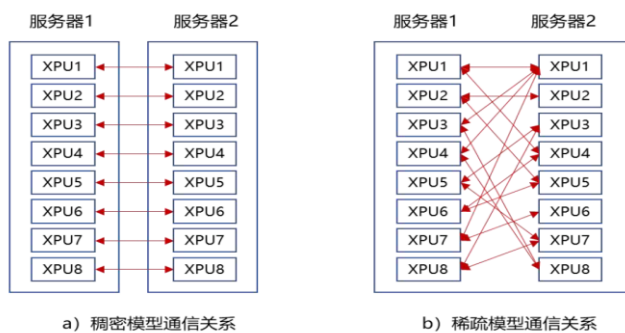 服务器1 服务器2 服务器1 服务器2
XPU1 XPU1 XPU1 XPU1
XPU2 XPU2 XPU2 XPU2
XPU3 XPU3 XPU3 XPU3
XPU4 XPU4 XPU4 XPU4
XPU5 XPU5 XPU5 XPU5
XPU6 XPU6 XPU6 XPU6
XPU7 XPU7 XPU7 XPU7
XPU8 XPU8 XPU8 XPU8
a）稠密模型通信关系 b）稀疏模型通信关系